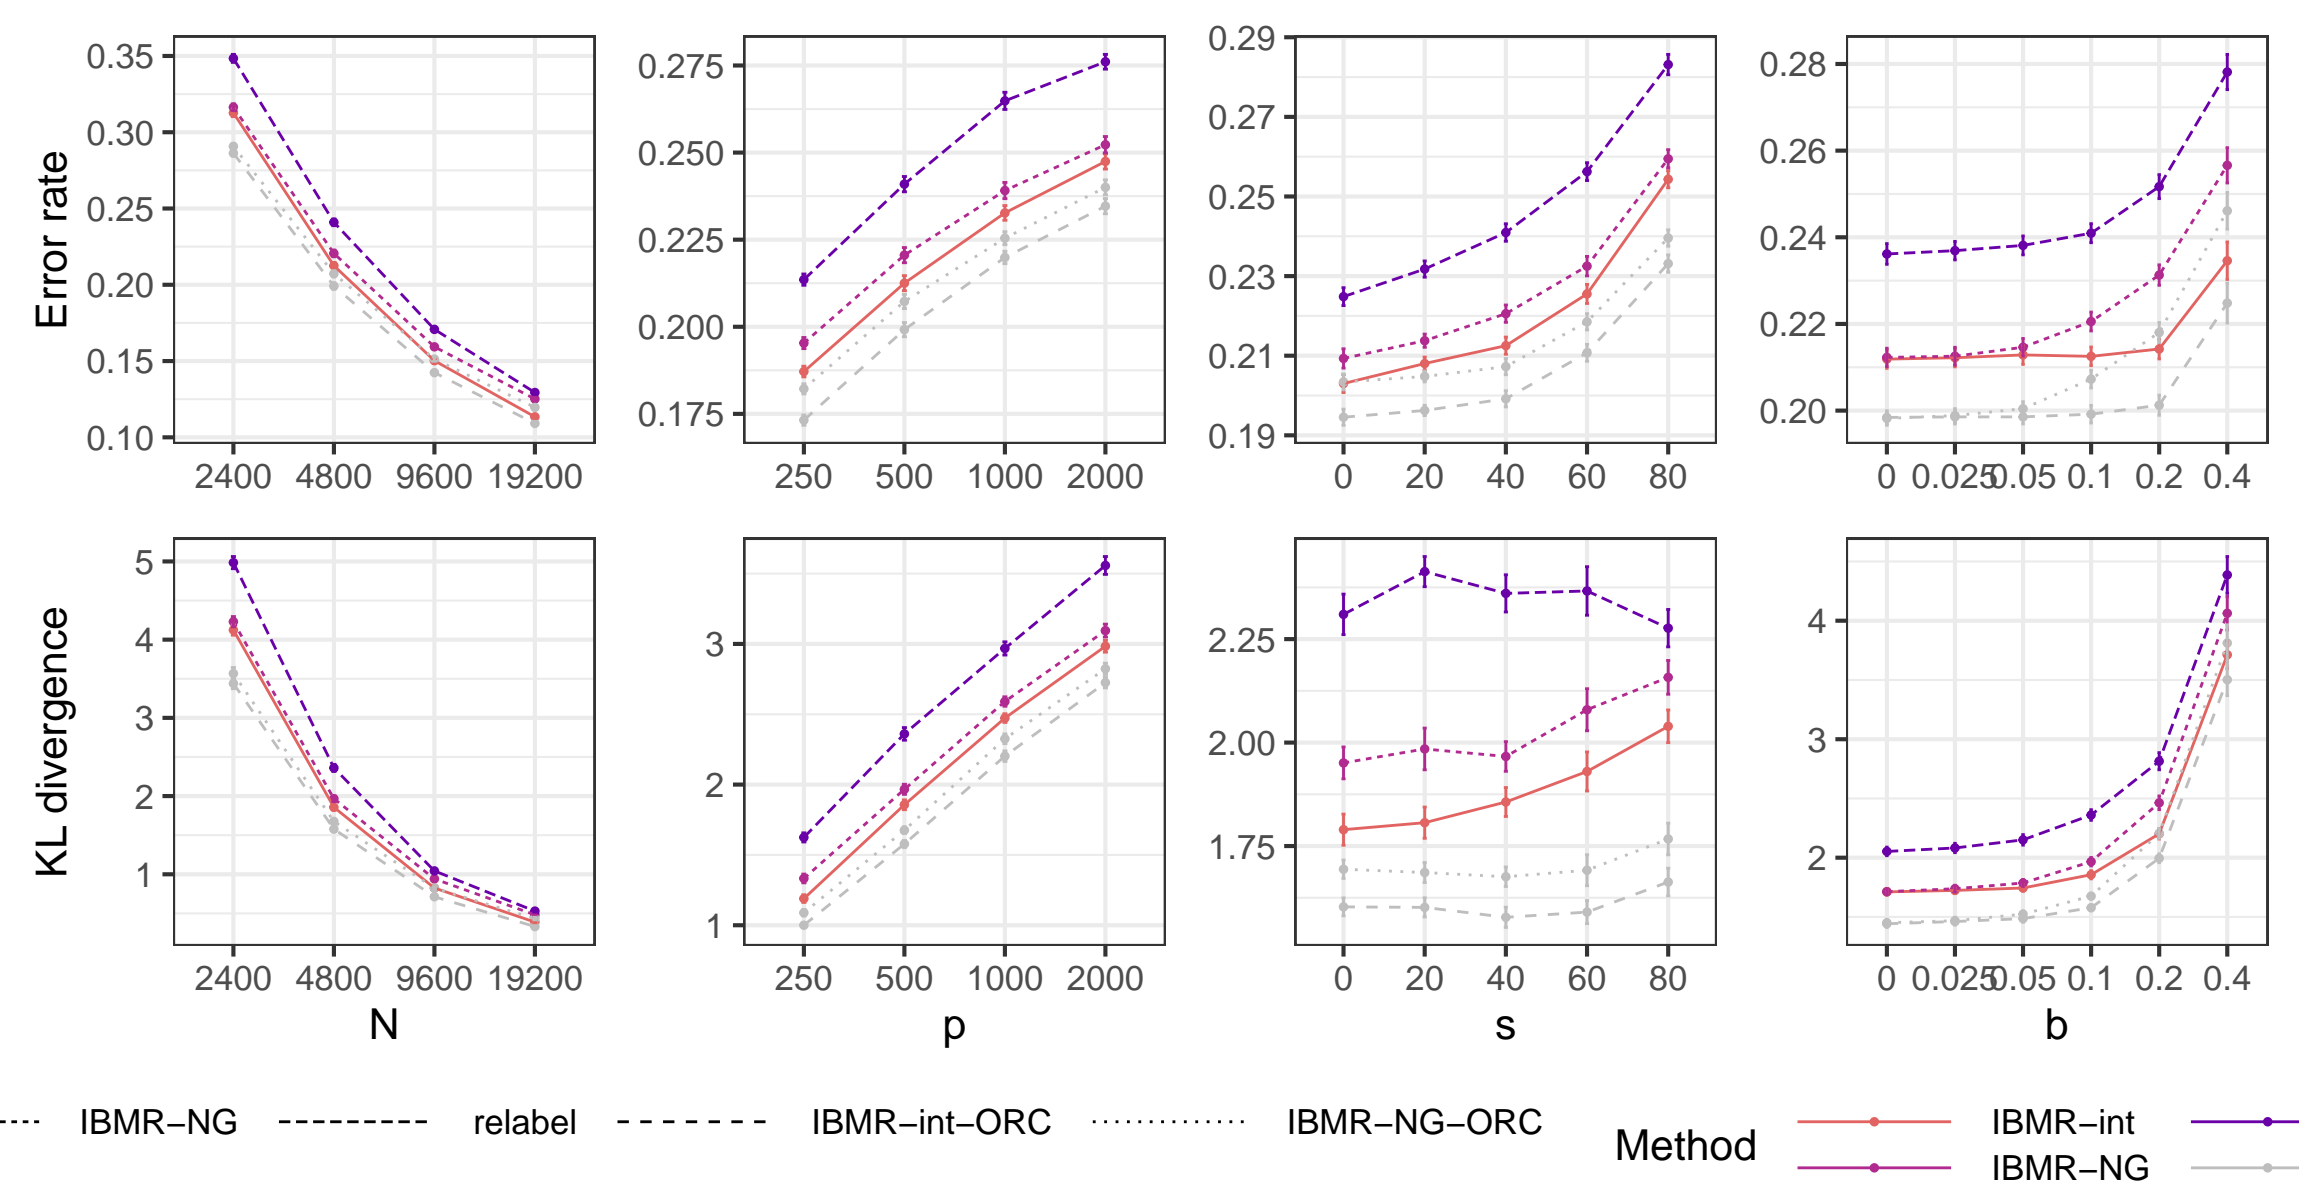 Error rate
0.35
0.30
0.25
0.20
0.15
0.10
2400 4800 9600 19200
0.275
0.250
0.225
0.200
0.175
250 500 1000 2000
0.29
0.27
0.25
0.23
0.21
0.19
0 20 40 60 80
0.28
0.26
0.24
0.22
0.20
0 0.025 0.05 0.1 0.2 0.4
KL divergence
5
4
3
2
1
2400 4800 9600 19200
N
3
2
1
250 500 1000 2000
p
2.25
2.00
1.75
0 20 40 60 80
s
4
3
2
0 0.025 0.05 0.1 0.2 0.4
b
IBMR−NG relabel IBMR−int−ORC IBMR−NG−ORC
Method
IBMR−int
IBMR−NG